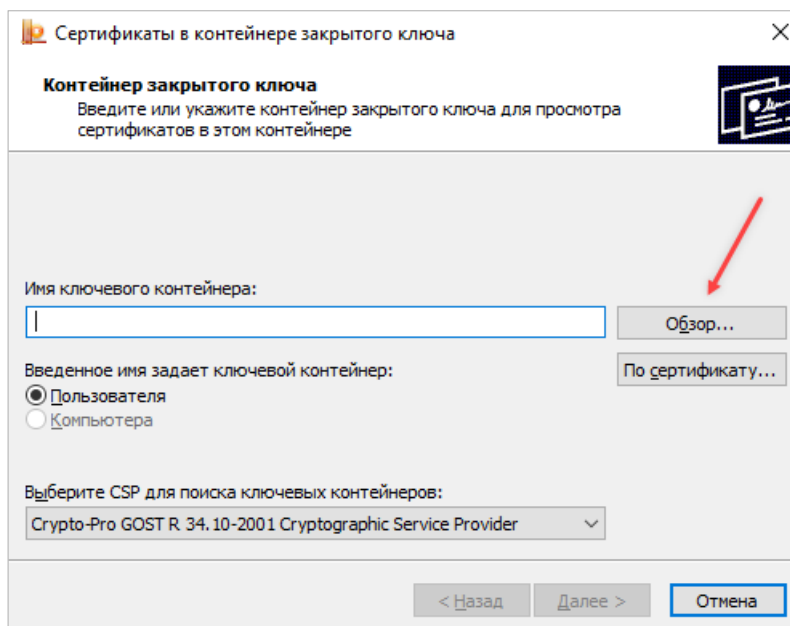 Сертификаты в контейнере закрытого ключа
Контейнер закрытого ключа
Введите или укажите контейнер закрытого ключа для просмотра
сертификатов в этом контейнере
Имя ключевого контейнера:
Обзор...
Введенное имя задает ключевой контейнер:
По сертификату...
Пользователя
Компьютера
Выберите CSP для поиска ключевых контейнеров:
Crypto-Pro GOST R 34.10-2001 Cryptographic Service Provider
< Назад
Далее >
Отмена